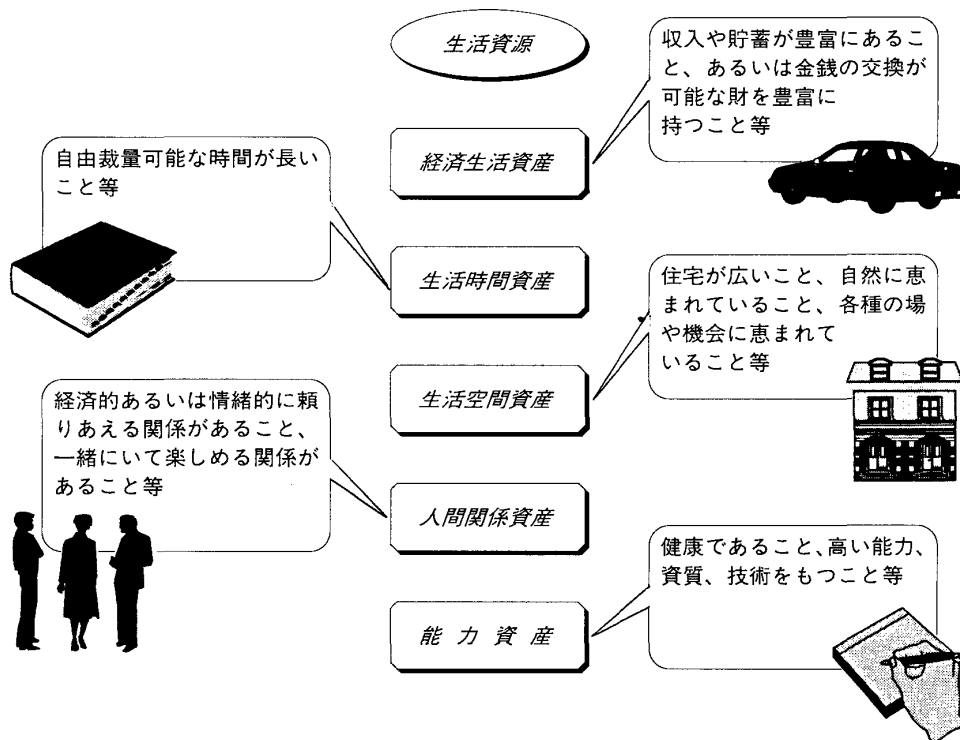 生活資源
収入や貯蓄が豊富にあるこ
と、あるいは金銭の交換が
可能な財を豊富に
持つこと等
経済生活資産
自由裁量可能な時間が長い
こと等
生活時間資産
住宅が広いこと、自然に恵
まれていること、各種の場
や機会に恵まれて
いること等
生活空間資産
経済的あるいは情緒的に頼
りあえる関係があること、
一緒にいて楽しめる関係が
あること等
人間関係資産
健康であること、高い能力、
資質、技術をもつこと等
能力資産